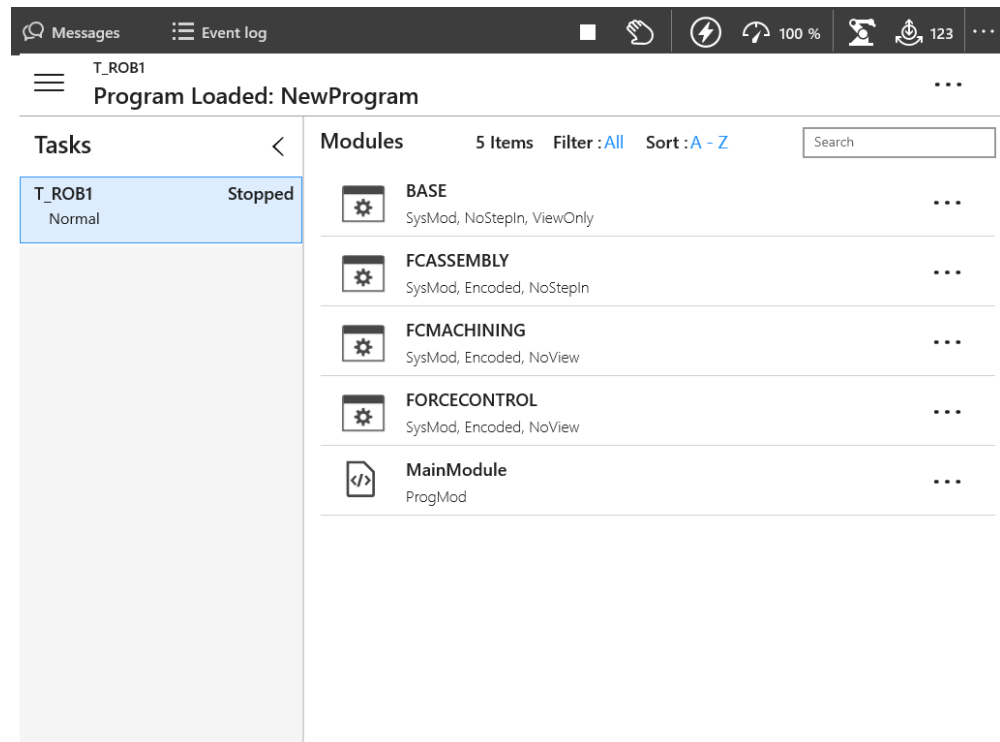 Messages Event log 100 % 123
T_ROB1
Program Loaded: NewProgram
Tasks
T_ROB1 Stopped
Normal
Modules 5 Items Filter : All Sort : A - Z Search
BASE
SysMod, NoStepIn, ViewOnly
FCASSEMBLY
SysMod, Encoded, NoStepIn
FCMACHINING
SysMod, Encoded, NoView
FORCECONTROL
SysMod, Encoded, NoView
MainModule
ProgMod